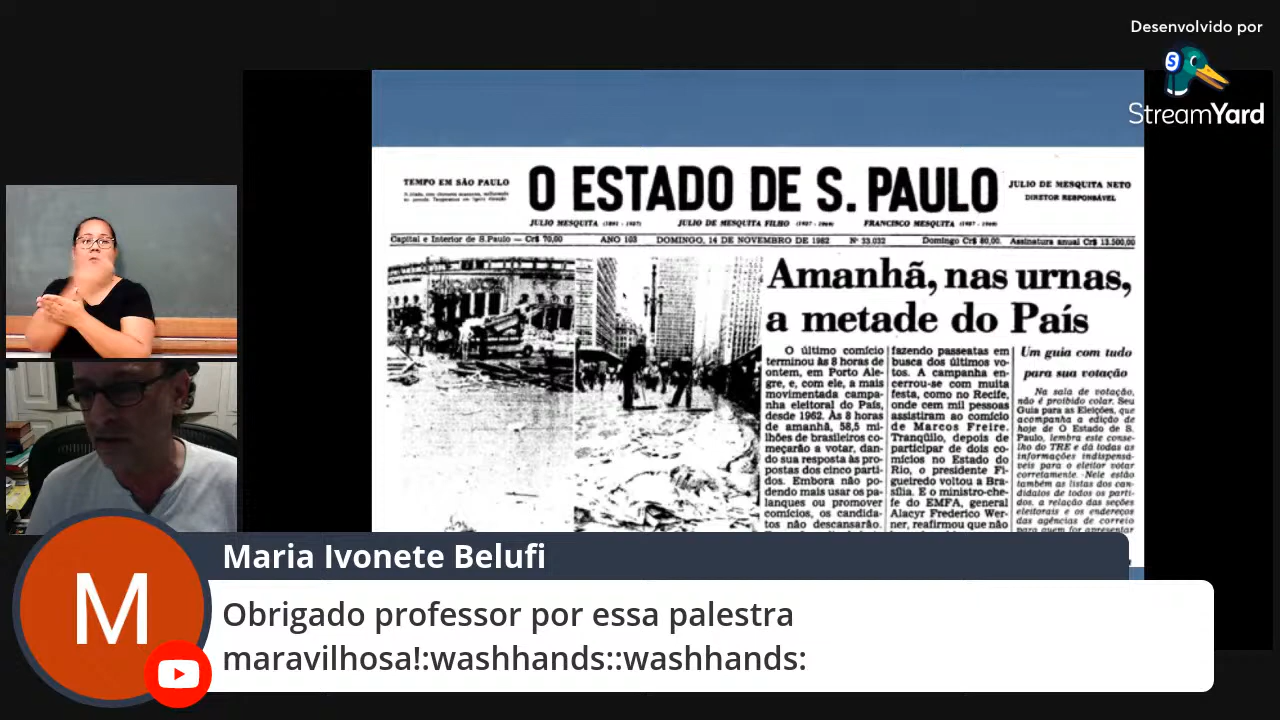 Desenvolvido por
StreamYard
TEMPO EM SÃO PAULO
O ESTADO DE S. PAULO
JULIO DE MESQUITA NETO
DIRETOR RESPONSÁVEL
JULIO MESQUITA (1891 - 1927)
JULIO DE MESQUITA FILHO (1927 - 1969)
FRANCISCO MESQUITA (1927 - 1969)
Capital e Interior de S.Paulo — Cr$ 70,00
ANO 103
DOMINGO, 14 DE NOVEMBRO DE 1982
Nº 33.032
Domingo Cr$ 80,00.
Assinatura anual Cr$ 13.500,00
Amanhã, nas urnas,
a metade do País
O último comício
terminou às 8 horas de
ontem, em Porto Ale-
gre, e, com ele, a mais
movimentada campa-
nha eleitoral do País,
desde 1962. Às 8 horas
de amanhã, 58,5 mi-
lhões de brasileiros co-
meçarão a votar, dan-
do sua resposta às pro-
postas dos cinco parti-
dos. Embora não po-
dendo mais usar os pa-
lanques ou promover
comícios, os candida-
tos não descansarão.
fazendo passeatas em
busca dos últimos vo-
tos. A campanha en-
cerrou-se com muita
festa, como no Recife,
onde cem mil pessoas
assistiram ao comício
de Marcos Freire.
Tranqüilo, depois de
participar de dois co-
mícios no Estado do
Rio, o presidente Fi-
gueiredo voltou a Bra-
sília. E o ministro-che-
fe do EMFA, general
Alacyr Frederico Wer-
ner, reafirmou que não
Um guia com tudo
para sua votação
Na sala de votação,
não é proibido colar. Seu
Guia para as Eleições, que
acompanha a edição de
hoje de O Estado de S.
Paulo, lembra este conse-
lho do TRE e dá todas as
informações indispensá-
veis para o eleitor votar
corretamente. Nele estão
também as listas dos can-
didatos de todos os parti-
dos, a relação das seções
eleitorais e os endereços
das agências de correio
para quem for apresentar
Maria Ivonete Belufi
M
Obrigado professor por essa palestra
maravilhosa!:washhands::washhands: